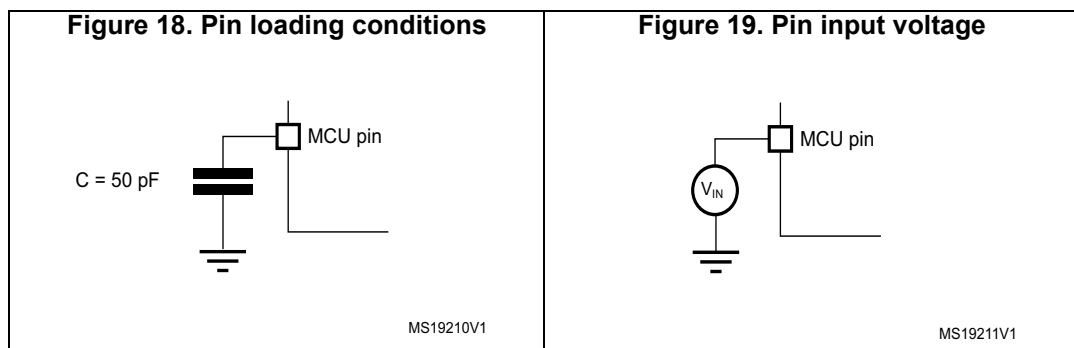 Figure 18. Pin loading conditions
MCU pin
C = 50 pF
MS19210V1
Figure 19. Pin input voltage
MCU pin
VIN
MS19211V1